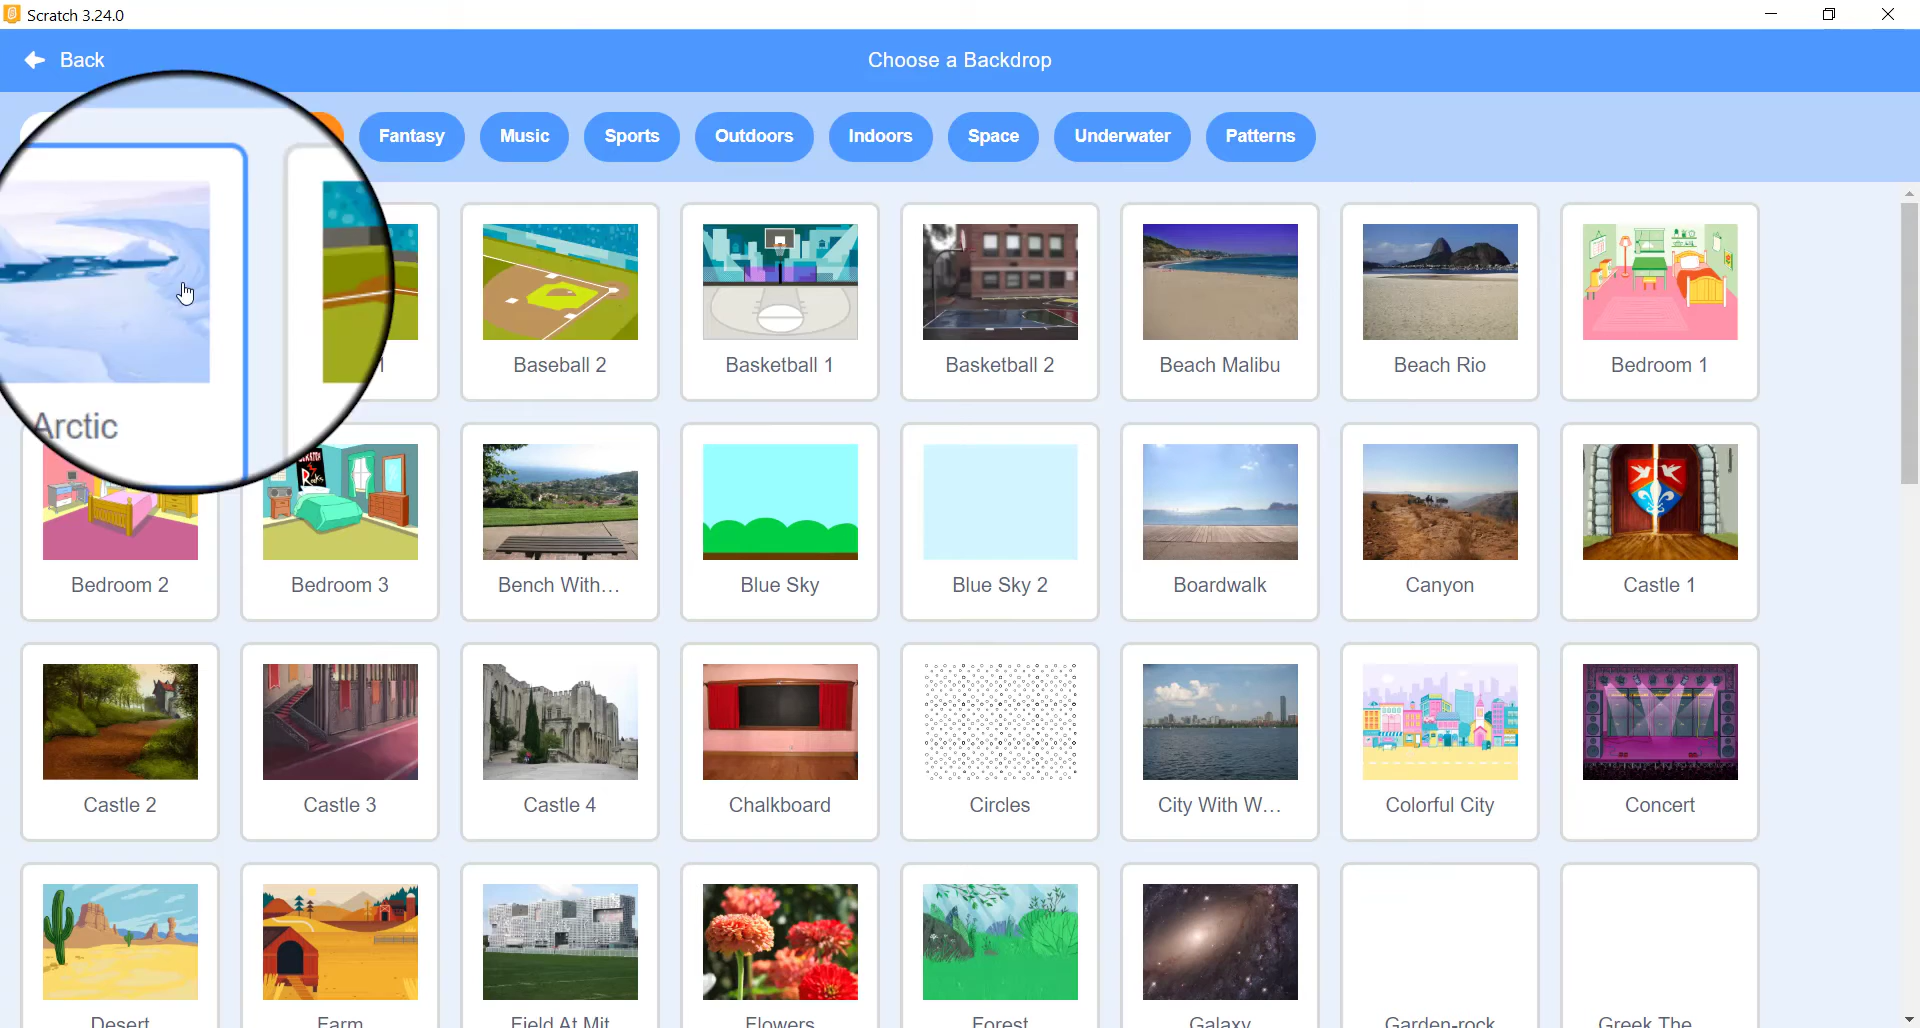 Scratch 3.24.0
Back
Choose a Backdrop
Fantasy
Music
Sports
Outdoors
Indoors
Space
Underwater
Patterns
Arctic
1
Baseball 2
Basketball 1
Basketball 2
Beach Malibu
Beach Rio
Bedroom 1
Bedroom 2
Bedroom 3
Bench With...
Blue Sky
Blue Sky 2
Boardwalk
Canyon
Castle 1
Castle 2
Castle 3
Castle 4
Chalkboard
Circles
City With W...
Colorful City
Concert
Desert
Farm
Field At Mit
Flowers
Forest
Galaxy
Garden-rock
Greek The